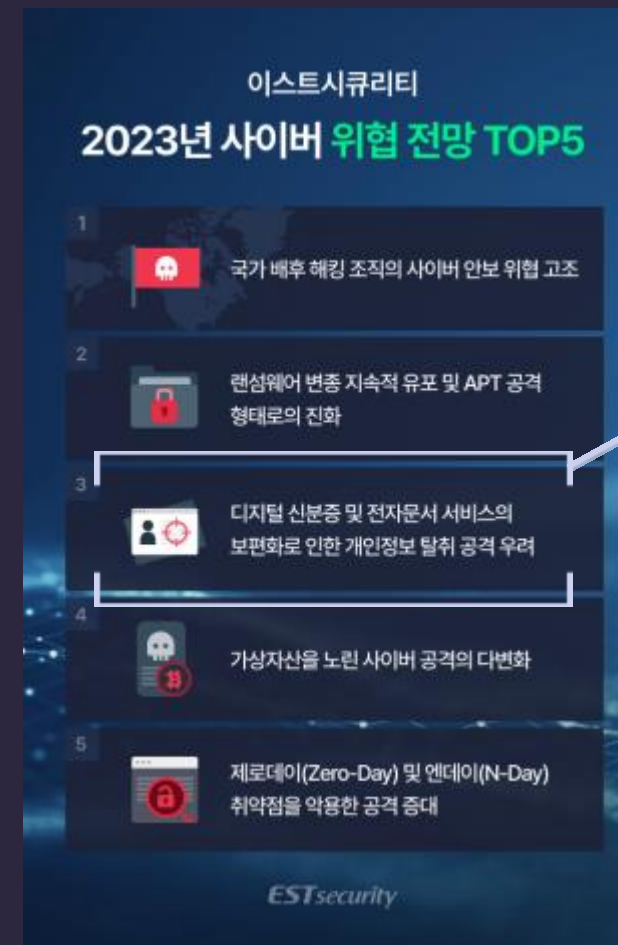 이스트시큐리티
2023년 사이버 위협 전망 TOP5
1
국가 배후 해킹 조직의 사이버 안보 위협 고조
2
랜섬웨어 변종 지속적 유포 및 APT 공격
형태로의 진화
3
디지털 신분증 및 전자문서 서비스의
보편화로 인한 개인정보 탈취 공격 우려
4
가상자산을 노린 사이버 공격의 다변화
5
제로데이(Zero-Day) 및 엔데이(N-Day)
취약점을 악용한 공격 증대
ESTsecurity